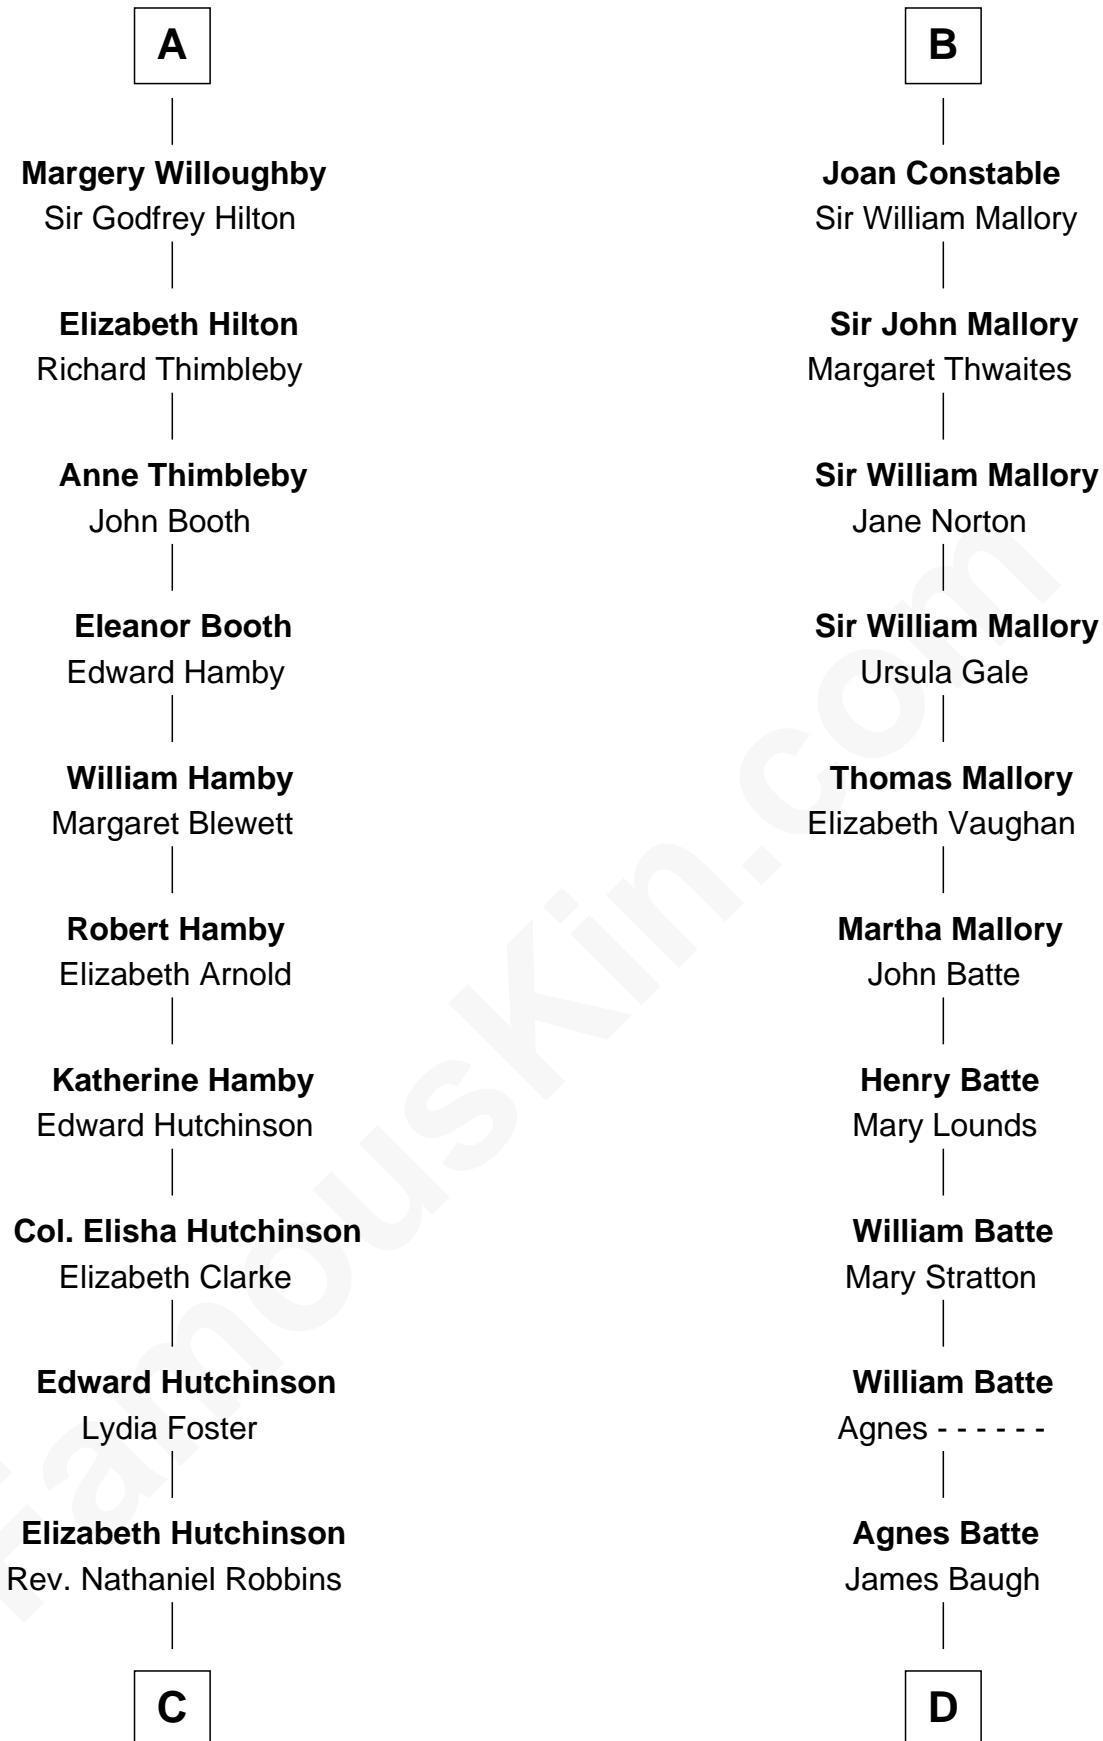 A
Margery Willoughby
Sir Godfrey Hilton
Elizabeth Hilton
Richard Thimbleby
Anne Thimbleby
John Booth
Eleanor Booth
Edward Hamby
William Hamby
Margaret Blewett
Robert Hamby
Elizabeth Arnold
Katherine Hamby
Edward Hutchinson
Col. Elisha Hutchinson
Elizabeth Clarke
Edward Hutchinson
Lydia Foster
Elizabeth Hutchinson
Rev. Nathaniel Robbins
C
B
Joan Constable
Sir William Mallory
Sir John Mallory
Margaret Thwaites
Sir William Mallory
Jane Norton
Sir William Mallory
Ursula Gale
Thomas Mallory
Elizabeth Vaughan
Martha Mallory
John Batte
Henry Batte
Mary Lounds
William Batte
Mary Stratton
William Batte
Agnes - - - - - -
Agnes Batte
James Baugh
D
FamousKin.com